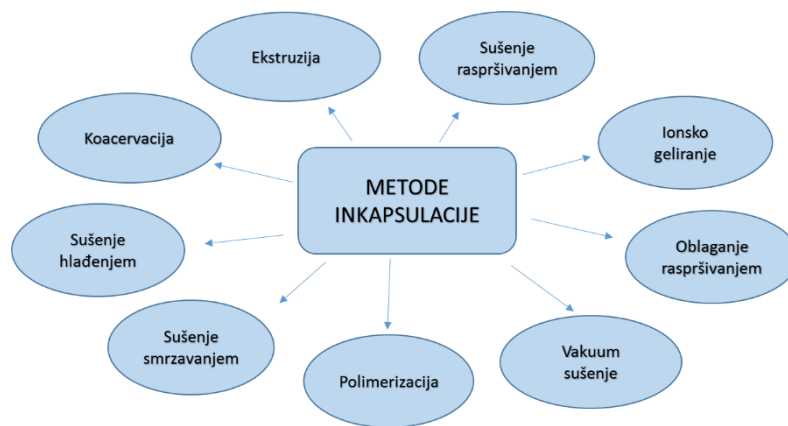 Ekstruzija
Sušenje
raspršivanjem
Koacervacija
Ionsko
geliranje
METODE
INKAPSULACIJE
Sušenje
hlađenjem
Oblaganje
raspršivanjem
Sušenje
smrzavanjem
Polimerizacija
Vakuum
sušenje